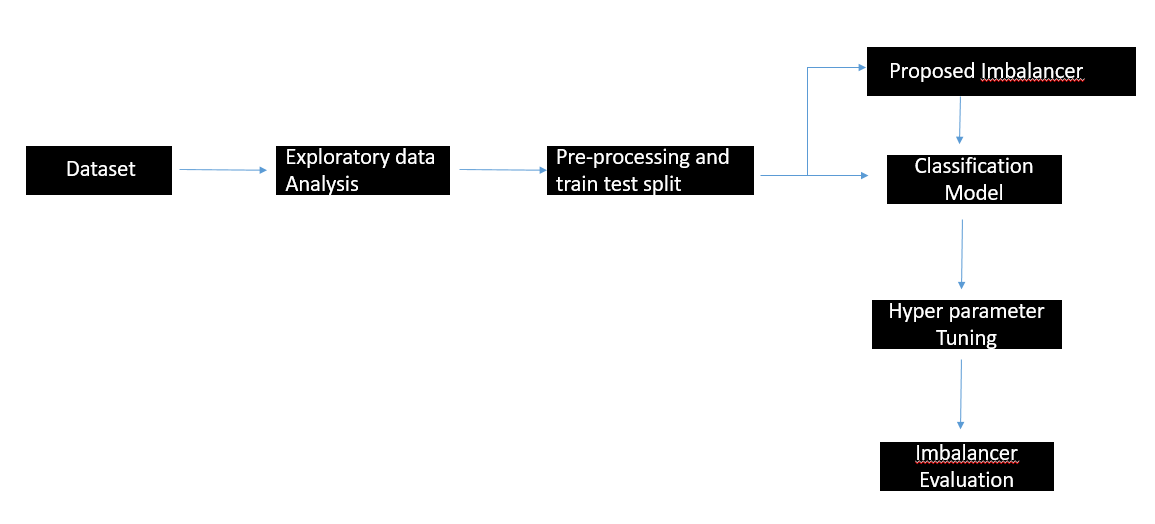 Dataset
Exploratory data
Analysis
Pre-processing and
train test split
Proposed Imbalancer
Classification
Model
Hyper parameter
Tuning
Imbalancer
Evaluation